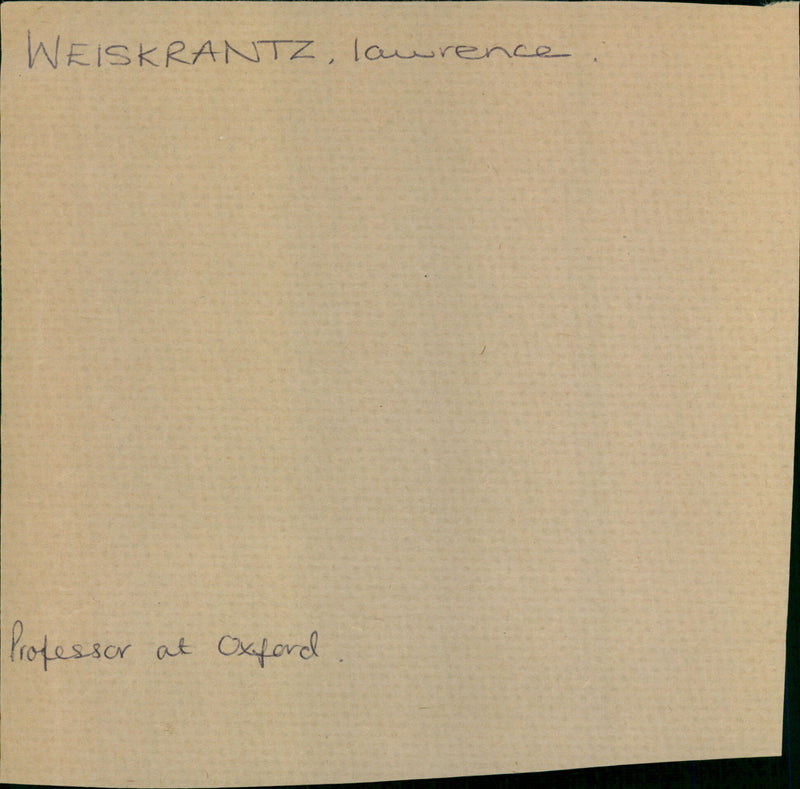 WEISKRANTZ, lawrence.
Professor at Oxford.